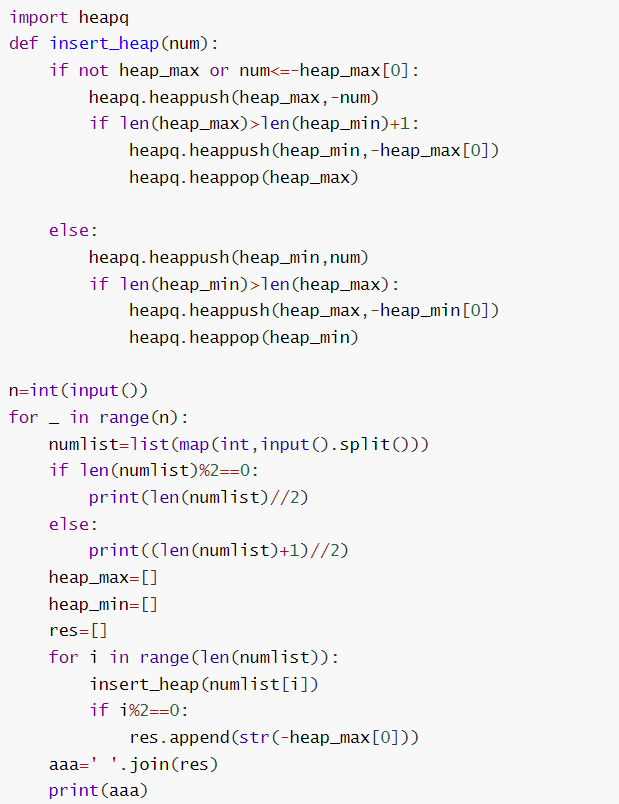 import heapq
def insert_heap(num):
    if not heap_max or num<=-heap_max[0]:
        heapq.heappush(heap_max,-num)
        if len(heap_max)>len(heap_min)+1:
            heapq.heappush(heap_min,-heap_max[0])
            heapq.heappop(heap_max)

    else:
        heapq.heappush(heap_min,num)
        if len(heap_min)>len(heap_max):
            heapq.heappush(heap_max,-heap_min[0])
            heapq.heappop(heap_min)

n=int(input())
for _ in range(n):
    numlist=list(map(int,input().split()))
    if len(numlist)%2==0:
        print(len(numlist)//2)
    else:
        print((len(numlist)+1)//2)
    heap_max=[]
    heap_min=[]
    res=[]
    for i in range(len(numlist)):
        insert_heap(numlist[i])
        if i%2==0:
            res.append(str(-heap_max[0]))
    aaa=' '.join(res)
    print(aaa)